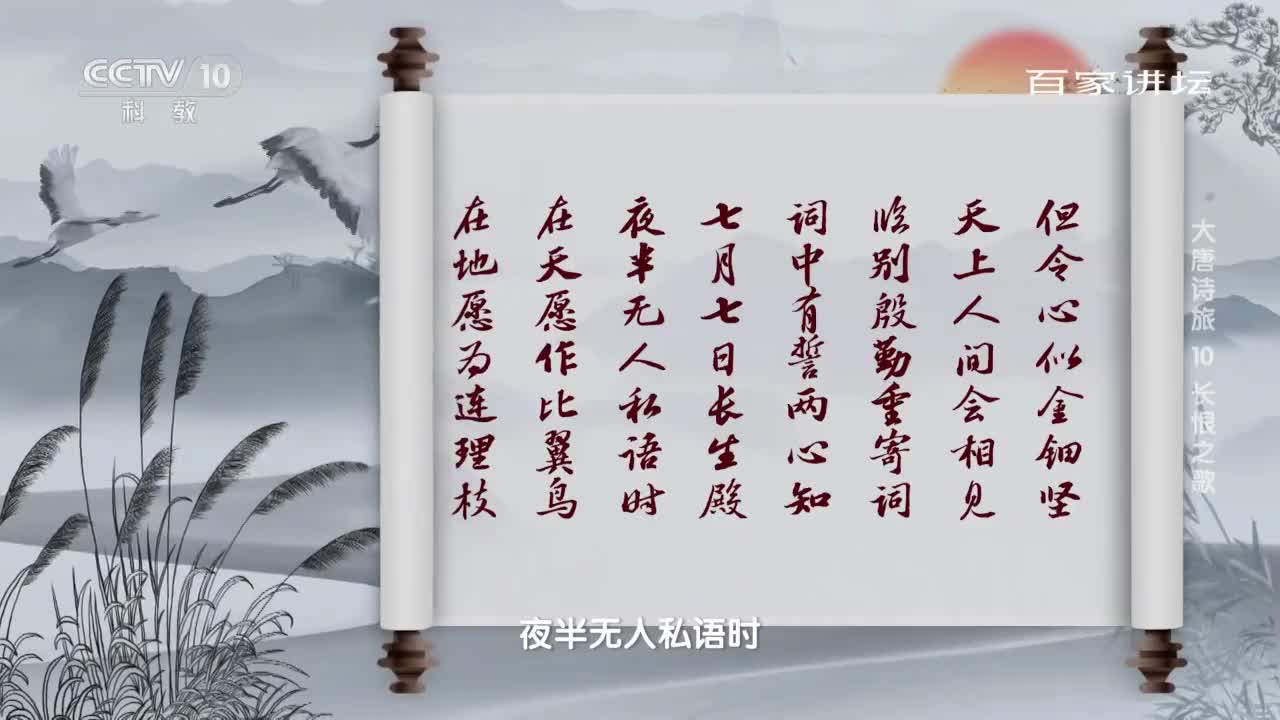 CCTV 10
科教
百家讲坛
但令心似金钿坚
天上人间会相见
临别殷勤重寄词
词中有誓两心知
七月七日长生殿
夜半无人私语时
在天愿作比翼鸟
在地愿为连理枝
大唐诗旅 10 长恨之歌
夜半无人私语时